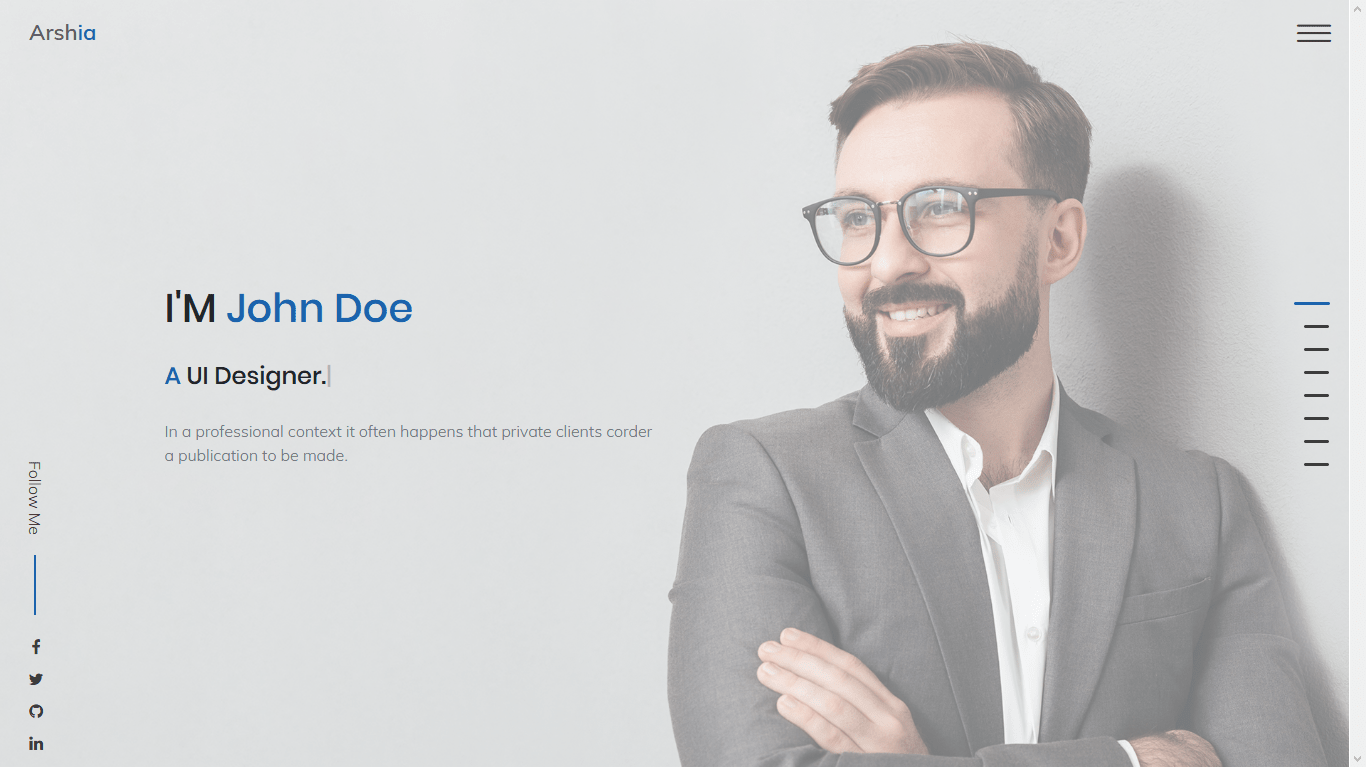 Arshia
I'M John Doe
A UI Designer.
In a professional context it often happens that private clients corder
a publication to be made.
Follow Me